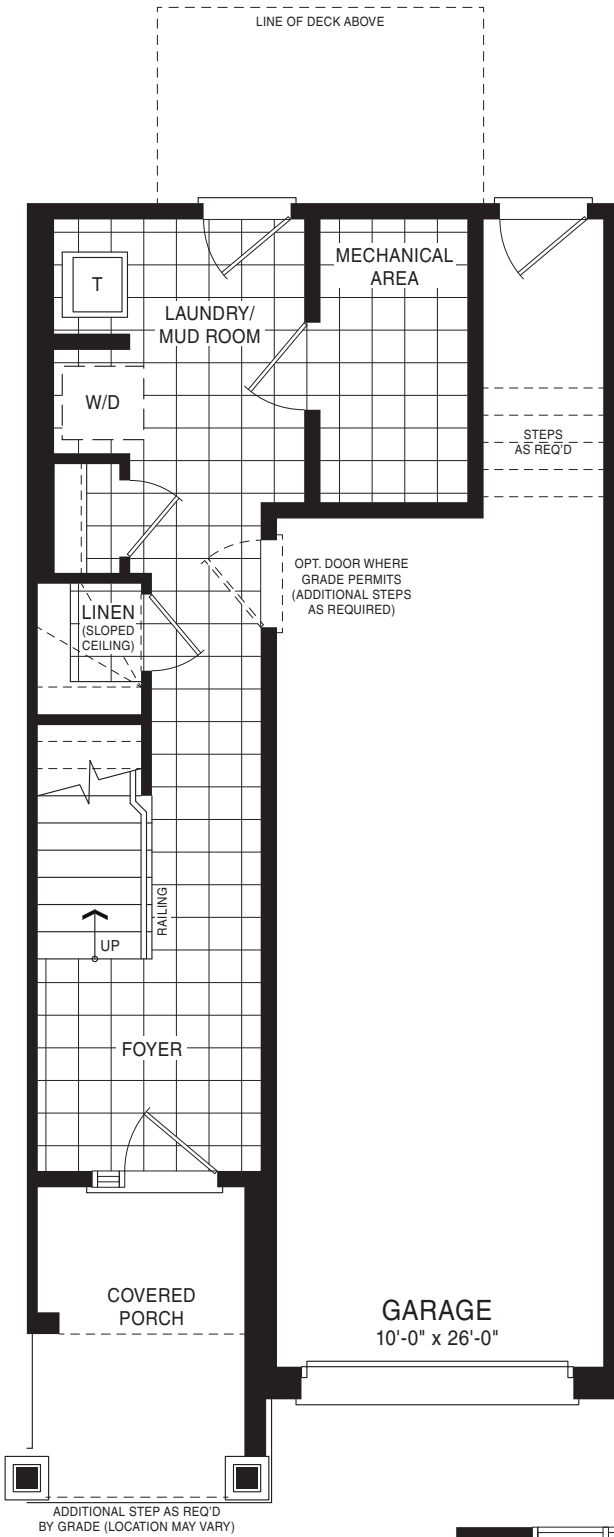 LINE OF DECK ABOVE
MECHANICAL
AREA
T
LAUNDRY/
MUD ROOM
W/D
STEPS
AS REQ'D
OPT. DOOR WHERE
GRADE PERMITS
(ADDITIONAL STEPS
AS REQUIRED)
LINEN
(SLOPED
CEILING)
RAILING
UP
FOYER
COVERED
PORCH
GARAGE
10'-0" x 26'-0"
ADDITIONAL STEP AS REQ'D
BY GRADE (LOCATION MAY VARY)